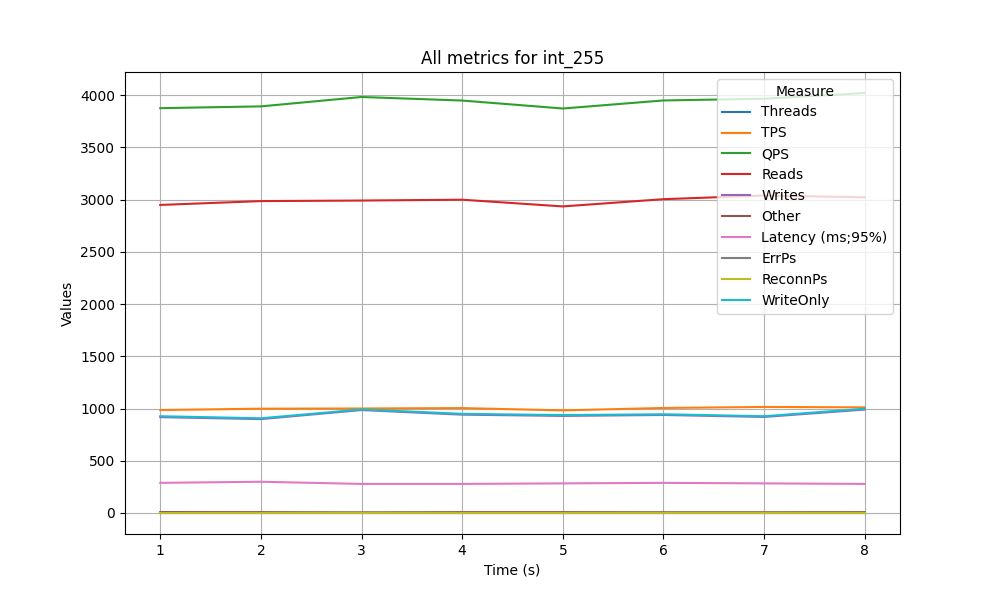 All metrics for int_255
Values
4000
3500
3000
2500
2000
1500
1000
500
0
Measure
Threads
TPS
QPS
Reads
Writes
Other
Latency (ms;95%)
ErrPs
ReconnPs
WriteOnly
1 2 3 4 5 6 7 8
Time (s)